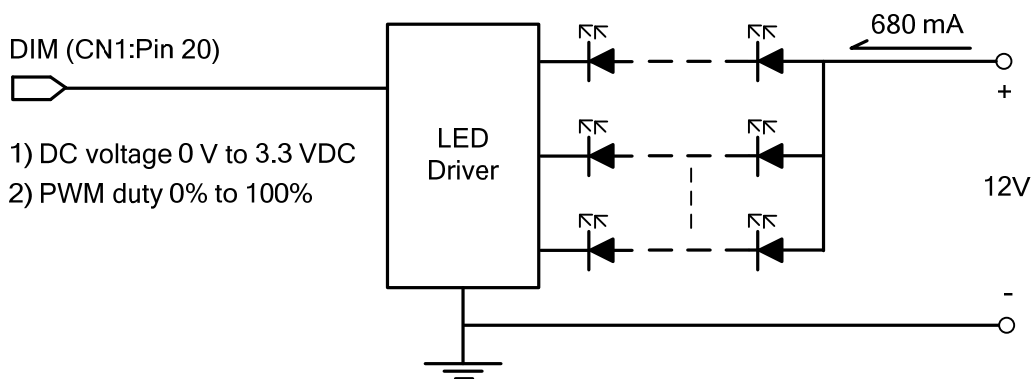 DIM (CN1:Pin 20)
1) DC voltage 0 V to 3.3 VDC
2) PWM duty 0% to 100%
LED
Driver
680 mA
+
12V
-